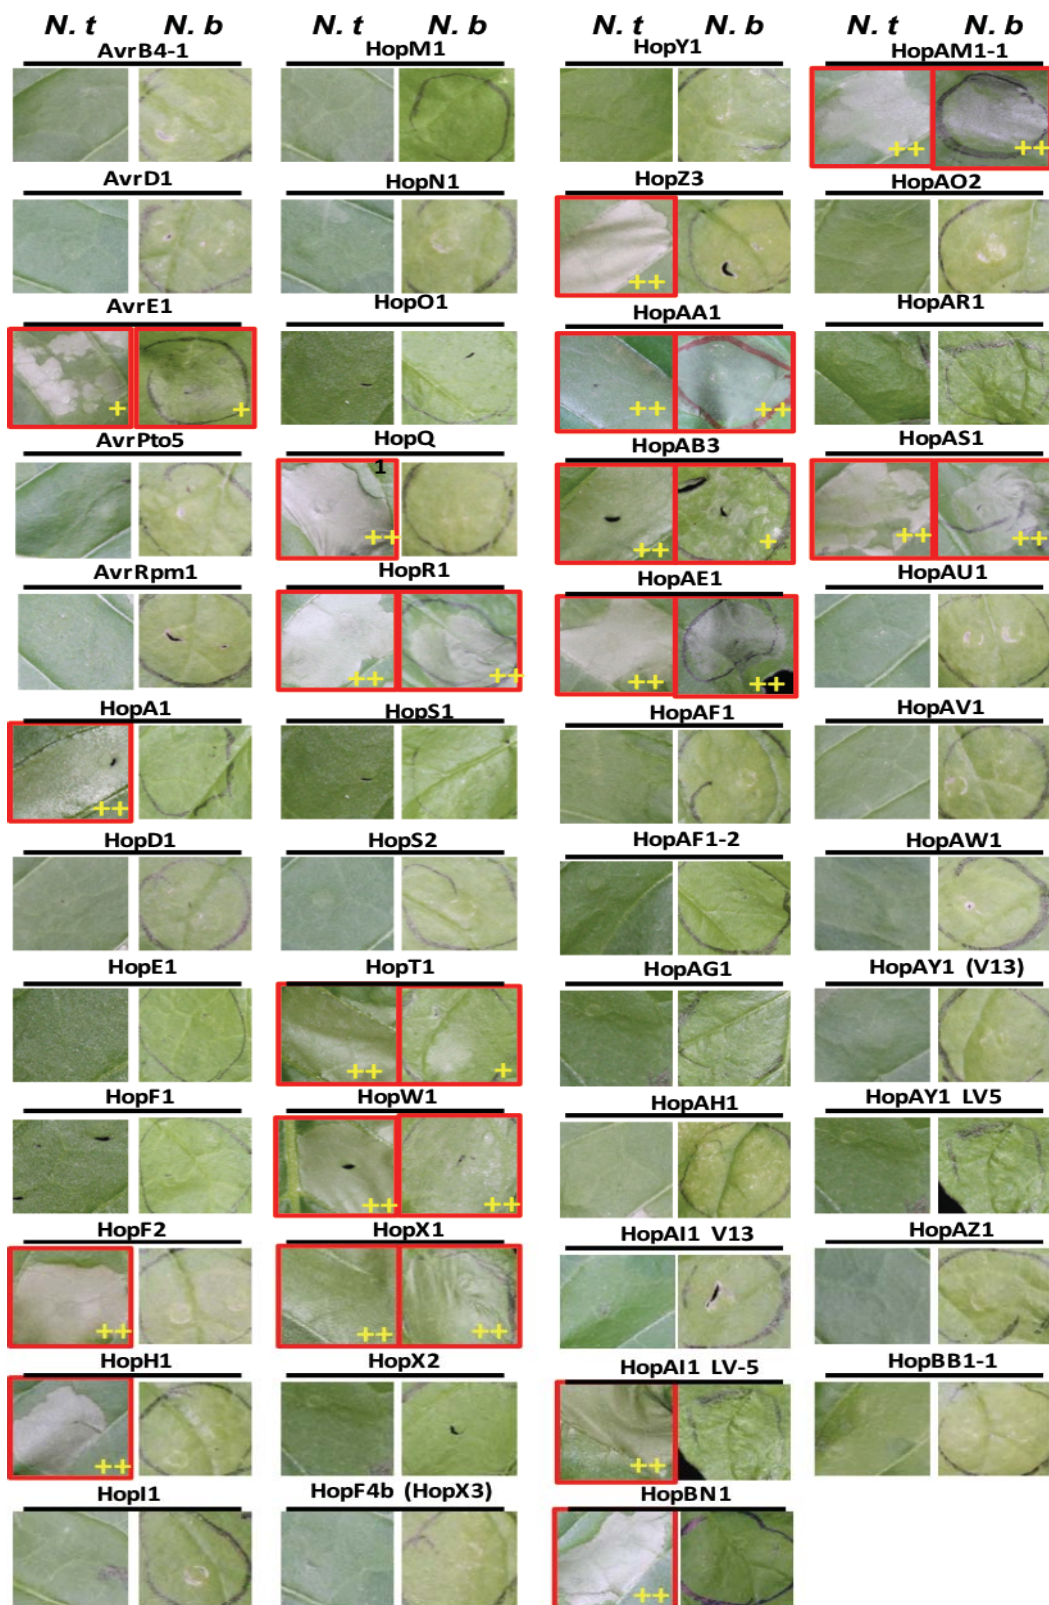 N. t N. b N. t N. b N. t N. b N. t N. b
AvrB4-1 HopM1 HopY1 HopAM1-1
++ ++
AvrD1 HopN1 HopZ3 HopAO2
++
AvrE1 HopO1 HopAA1 HopAR1
+ + ++ ++
AvrPto5 HopQ HopAB3 HopAS1
1
++ ++ + ++ ++
AvrRpm1 HopR1 HopAE1 HopAU1
++ ++ ++ ++
HopA1 HopS1 HopAF1 HopAV1
++
HopD1 HopS2 HopAF1-2 HopAW1
HopE1 HopT1 HopAG1 HopAY1 (V13)
++ +
HopF1 HopW1 HopAH1 HopAY1 LV5
++ ++
HopF2 HopX1 HopAI1 V13 HopAZ1
++ ++ ++
HopH1 HopX2 HopAI1 LV-5 HopBB1-1
++ ++
HopI1 HopF4b (HopX3) HopBN1
++